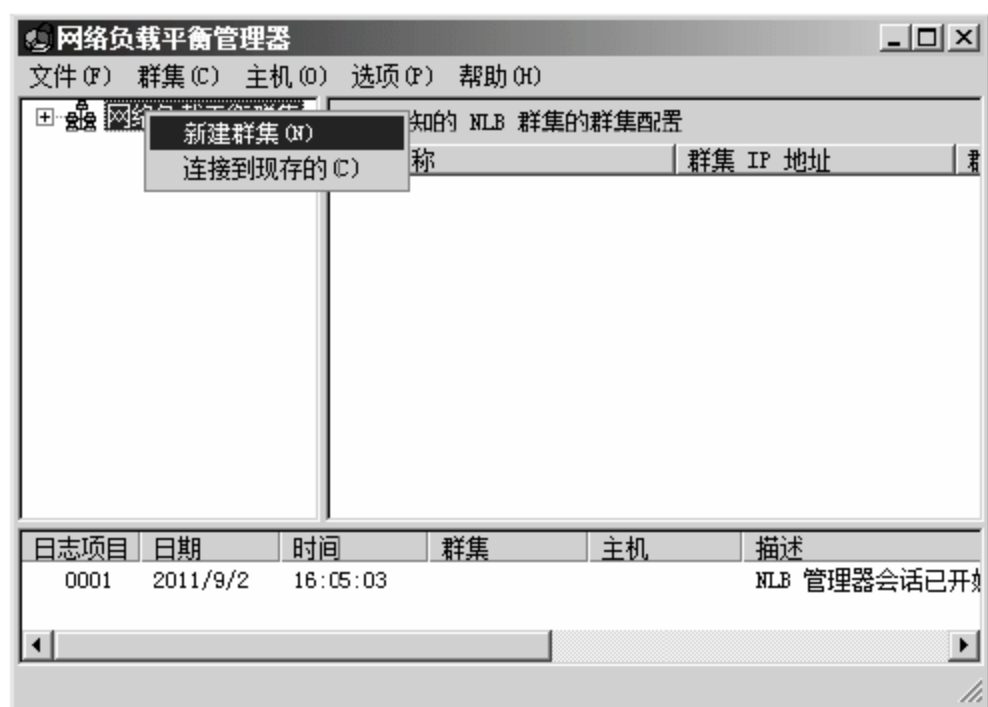 网络负载平衡管理器
文件(F) 群集(C) 主机(O) 选项(P) 帮助(H)
新建群集(N)
连接到现存的(C)
知的 NLB 群集的群集配置
称 群集 IP 地址
日志项目 日期 时间 群集 主机 描述
0001 2011/9/2 16:05:03 NLB 管理器会话已开